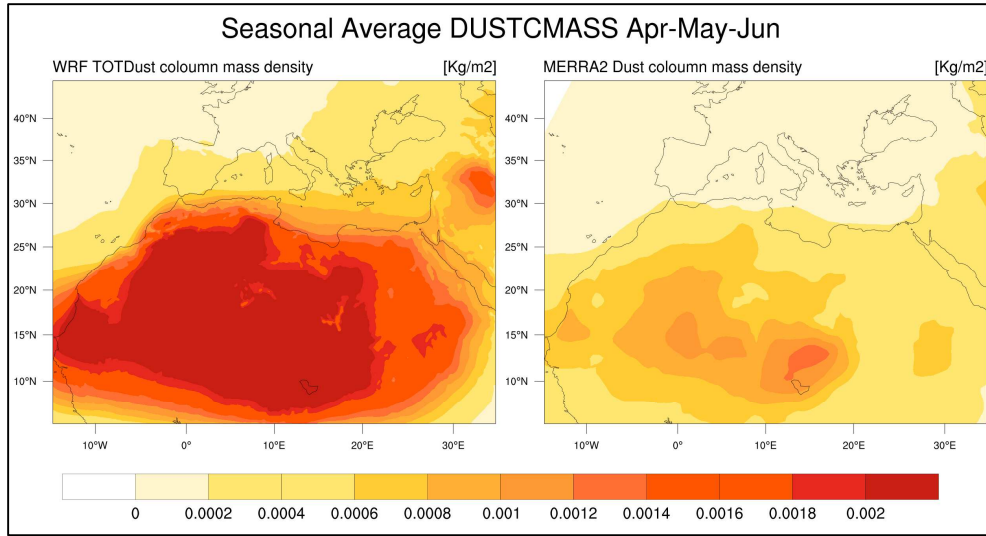 Seasonal Average DUSTCMASS Apr-May-Jun
WRF TOTDust coloumn mass density [Kg/m2]
MERRA2 Dust coloumn mass density [Kg/m2]
40°N
35°N
30°N
25°N
20°N
15°N
10°N
10°W 0° 10°E 20°E 30°E
40°N
35°N
30°N
25°N
20°N
15°N
10°N
10°W 0° 10°E 20°E 30°E
0 0.0002 0.0004 0.0006 0.0008 0.001 0.0012 0.0014 0.0016 0.0018 0.002